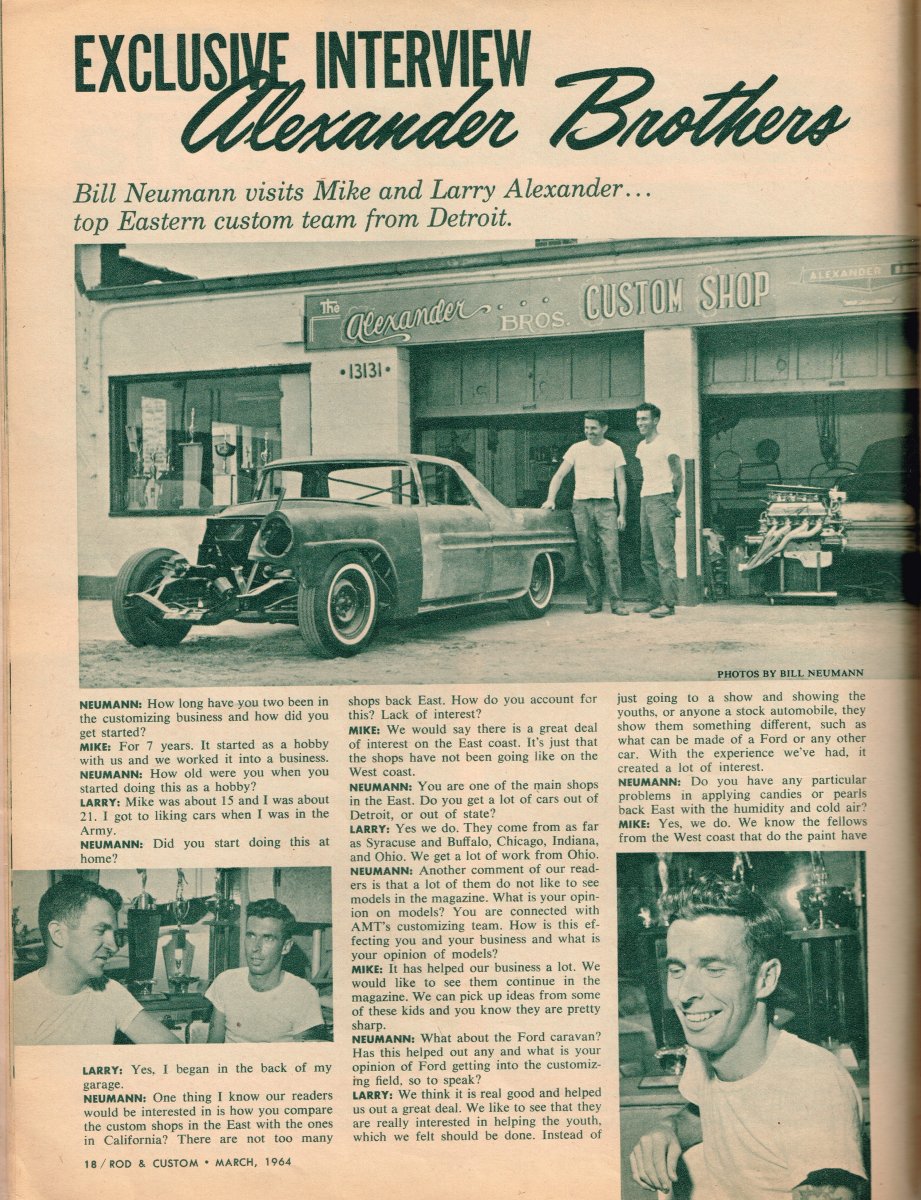 EXCLUSIVE INTERVIEW
Alexander Brothers
Bill Neumann visits Mike and Larry Alexander...
top Eastern custom team from Detroit.
The Alexander.... BROS. CUSTOM SHOP
ALEXANDER
•13131•
PHOTOS BY BILL NEUMANN
NEUMANN: How long have you two been in
the customizing business and how did you
get started?
MIKE: For 7 years. It started as a hobby
with us and we worked it into a business.
NEUMANN: How old were you when you
started doing this as a hobby?
LARRY: Mike was about 15 and I was about
21. I got to liking cars when I was in the
Army.
NEUMANN: Did you start doing this at
home?
LARRY: Yes, I began in the back of my
garage.
NEUMANN: One thing I know our readers
would be interested in is how you compare
the custom shops in the East with the ones
in California? There are not too many
shops back East. How do you account for
this? Lack of interest?
MIKE: We would say there is a great deal
of interest on the East coast. It's just that
the shops have not been going like on the
West coast.
NEUMANN: You are one of the main shops
in the East. Do you get a lot of cars out of
Detroit, or out of state?
LARRY: Yes we do. They come from as far
as Syracuse and Buffalo, Chicago, Indiana,
and Ohio. We get a lot of work from Ohio.
NEUMANN: Another comment of our read-
ers is that a lot of them do not like to see
models in the magazine. What is your opin-
ion on models? You are connected with
AMT's customizing team. How is this ef-
fecting you and your business and what is
your opinion of models?
MIKE: It has helped our business a lot. We
would like to see them continue in the
magazine. We can pick up ideas from some
of these kids and you know they are pretty
sharp.
NEUMANN: What about the Ford caravan?
Has this helped out any and what is your
opinion of Ford getting into the customiz-
ing field, so to speak?
LARRY: We think it is real good and helped
us out a great deal. We like to see that they
are really interested in helping the youth,
which we felt should be done. Instead of
just going to a show and showing the
youths, or anyone a stock automobile, they
show them something different, such as
what can be made of a Ford or any other
car. With the experience we've had, it
created a lot of interest.
NEUMANN: Do you have any particular
problems in applying candies or pearls
back East with the humidity and cold air?
MIKE: Yes, we do. We know the fellows
from the West coast that do the paint have
18 / ROD & CUSTOM • MARCH, 1964